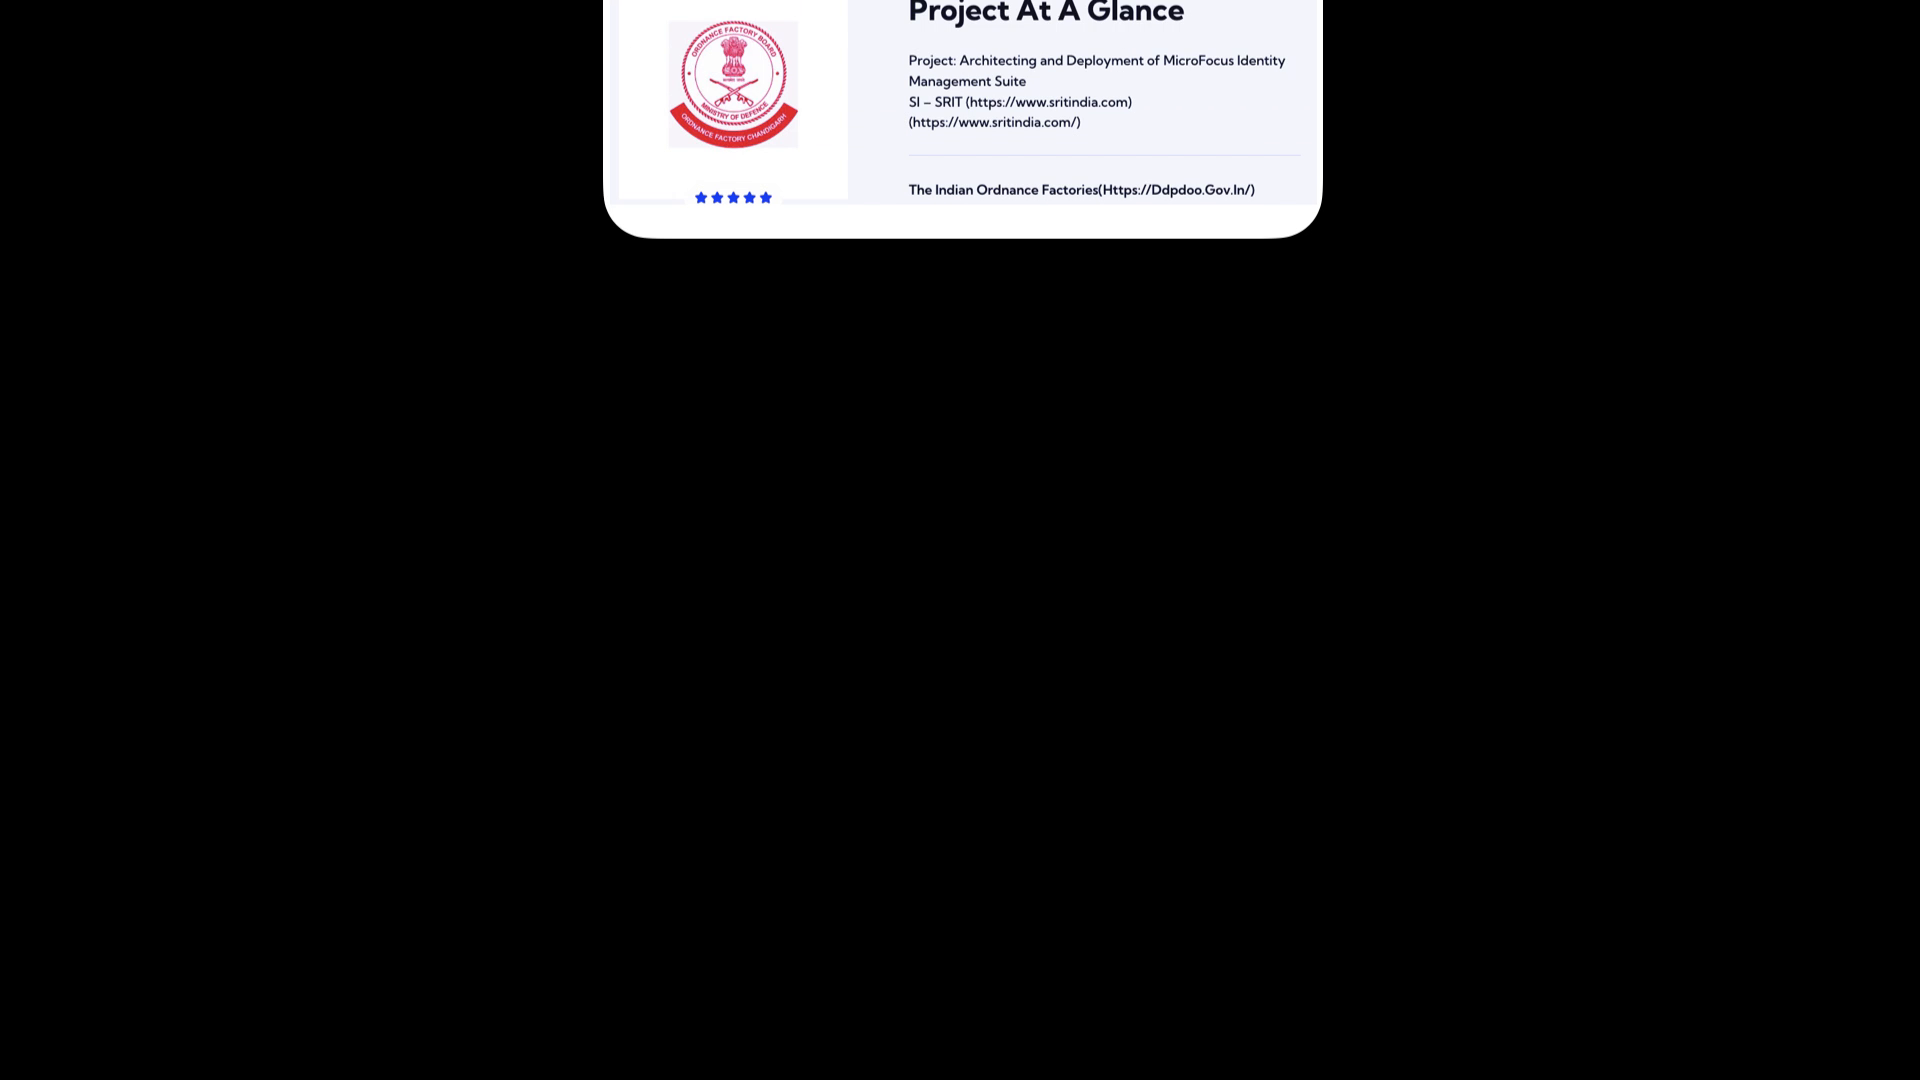 Project At A Glance
ORDNANCE FACTORY BOARD
MINISTRY OF DEFENCE
ORDNANCE FACTORY CHANDIGARH
Project: Architecting and Deployment of MicroFocus Identity
Management Suite
SI – SRIT (https://www.sritindia.com)
(https://www.sritindia.com/)
The Indian Ordnance Factories(Https://Ddpdoo.Gov.In/)